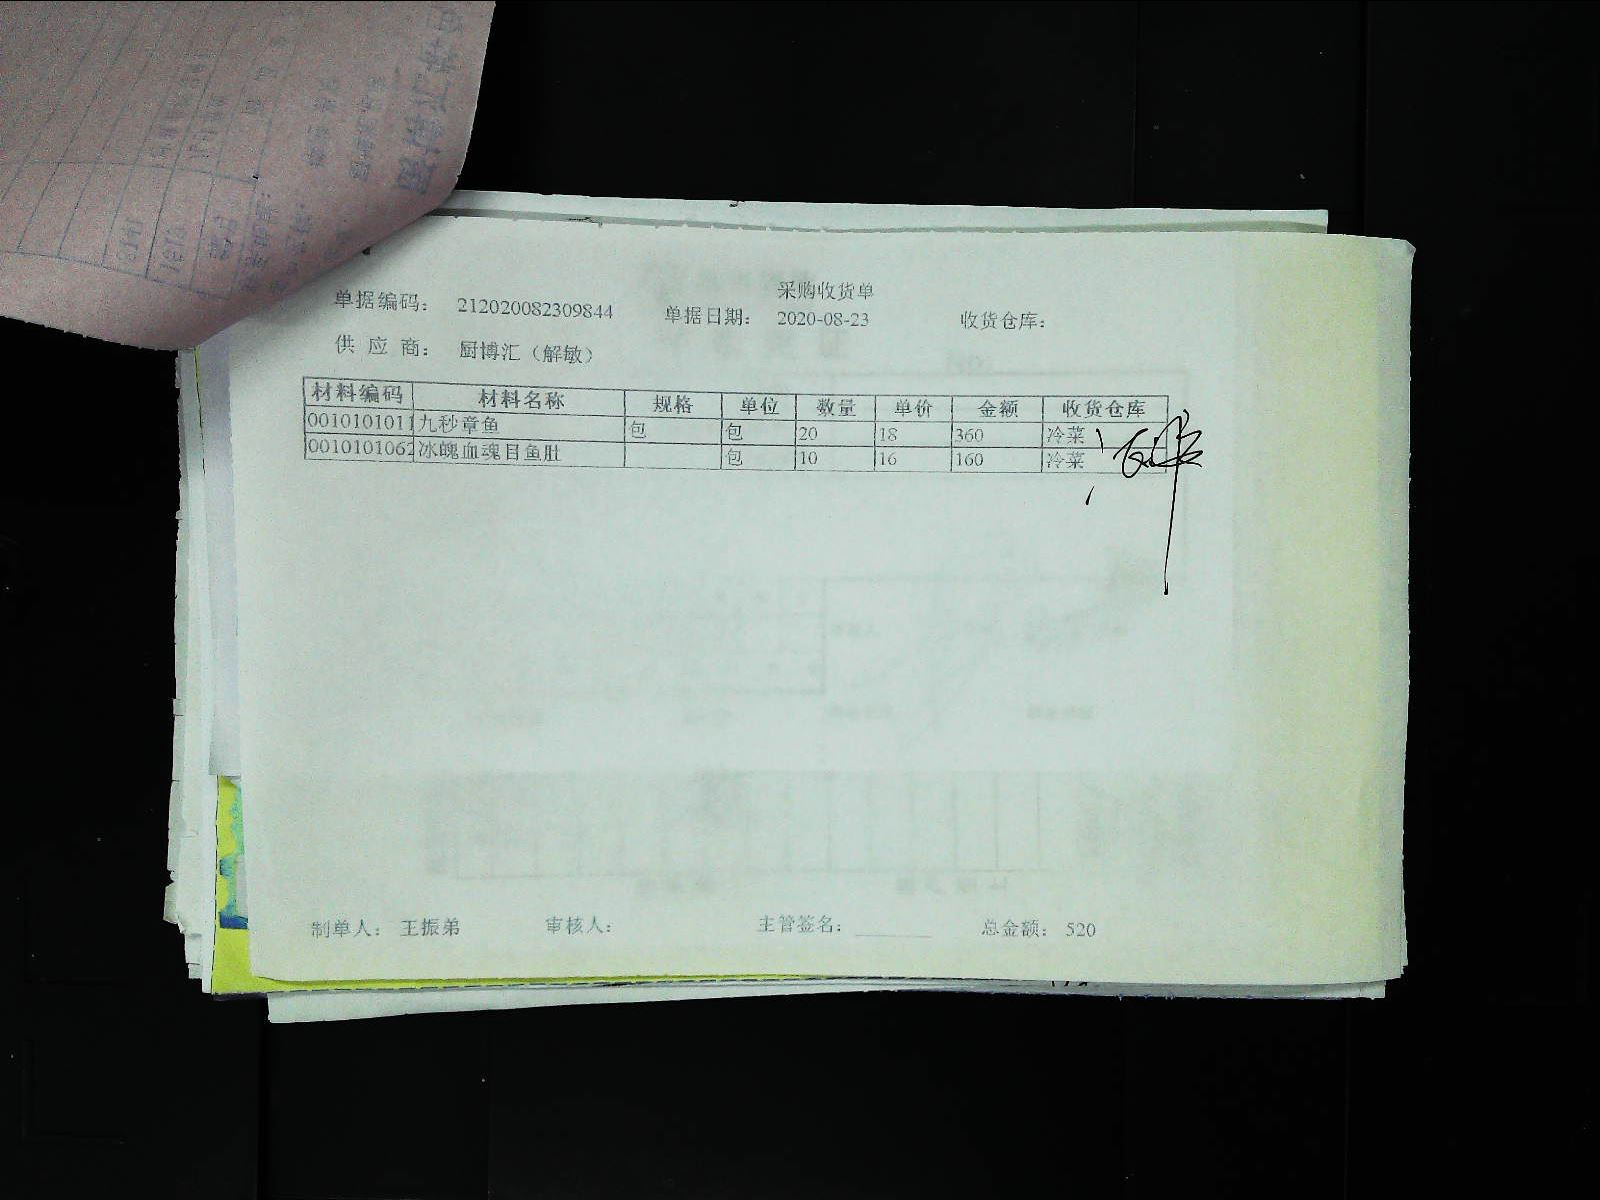 采购收货单
单据编码： 212020082309844 单据日期： 2020-08-23 收货仓库：
供 应 商： 厨博汇（解敏）
材料编码 材料名称 规格 单位 数量 单价 金额 收货仓库
0010101011 九秒章鱼 包 包 20 18 360 冷菜
0010101062 冰魄血魂目鱼肚 包 10 16 160 冷菜
制单人： 王振弟 审核人： 主管签名： 总金额： 520